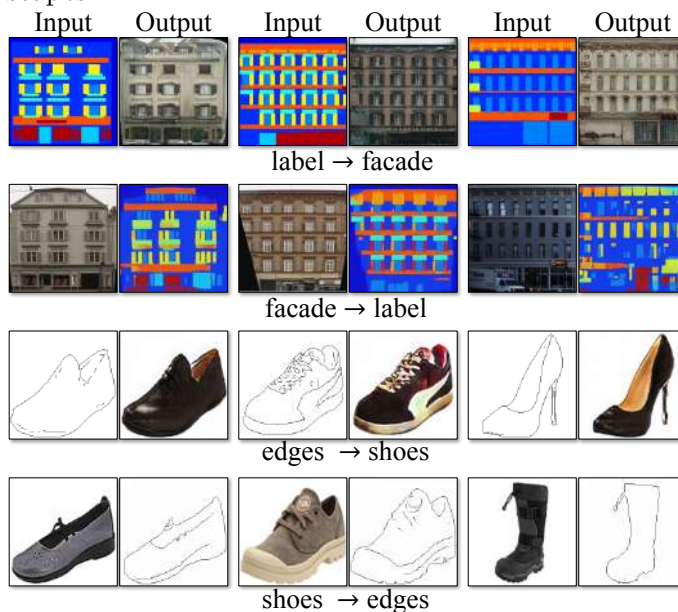 Input Output Input Output Input Output
label → facade
facade → label
edges → shoes
shoes → edges